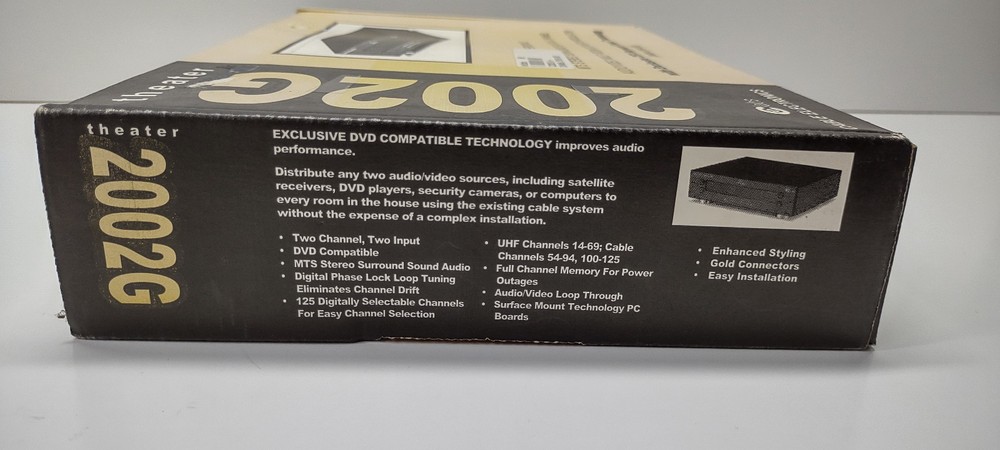 theater
2002G
theater
2002G
EXCLUSIVE DVD COMPATIBLE TECHNOLOGY improves audio
performance.
Distribute any two audio/video sources, including satellite
receivers, DVD players, security cameras, or computers to
every room in the house using the existing cable system
without the expense of a complex installation.
• Two Channel, Two Input
• DVD Compatible
• MTS Stereo Surround Sound Audio
• Digital Phase Lock Loop Tuning
Eliminates Channel Drift
• 125 Digitally Selectable Channels
For Easy Channel Selection
• UHF Channels 14-69; Cable
Channels 54-94, 100-125
• Full Channel Memory For Power
Outages
• Audio/Video Loop Through
• Surface Mount Technology PC
Boards
• Enhanced Styling
• Gold Connectors
• Easy Installation